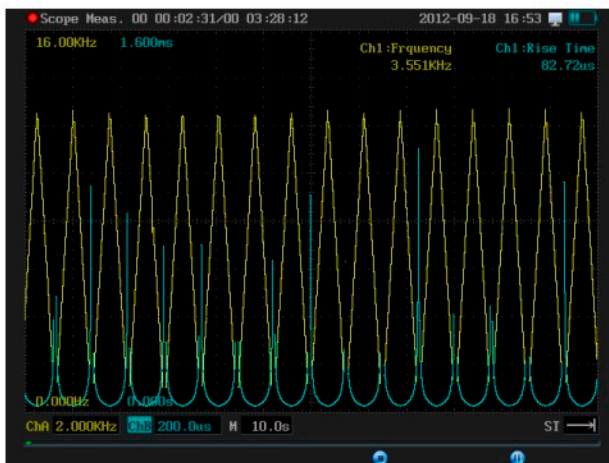 Scope Meas. 00 00:02:31/00 03:28:12 2012-09-18 16:53
16.00KHz 1.600ms
Ch1:Frquency Ch1:Rise Time
3.551KHz 82.72us
0.000Hz 0.000s
ChA 2.000KHz ChB 200.0us M 10.0s ST